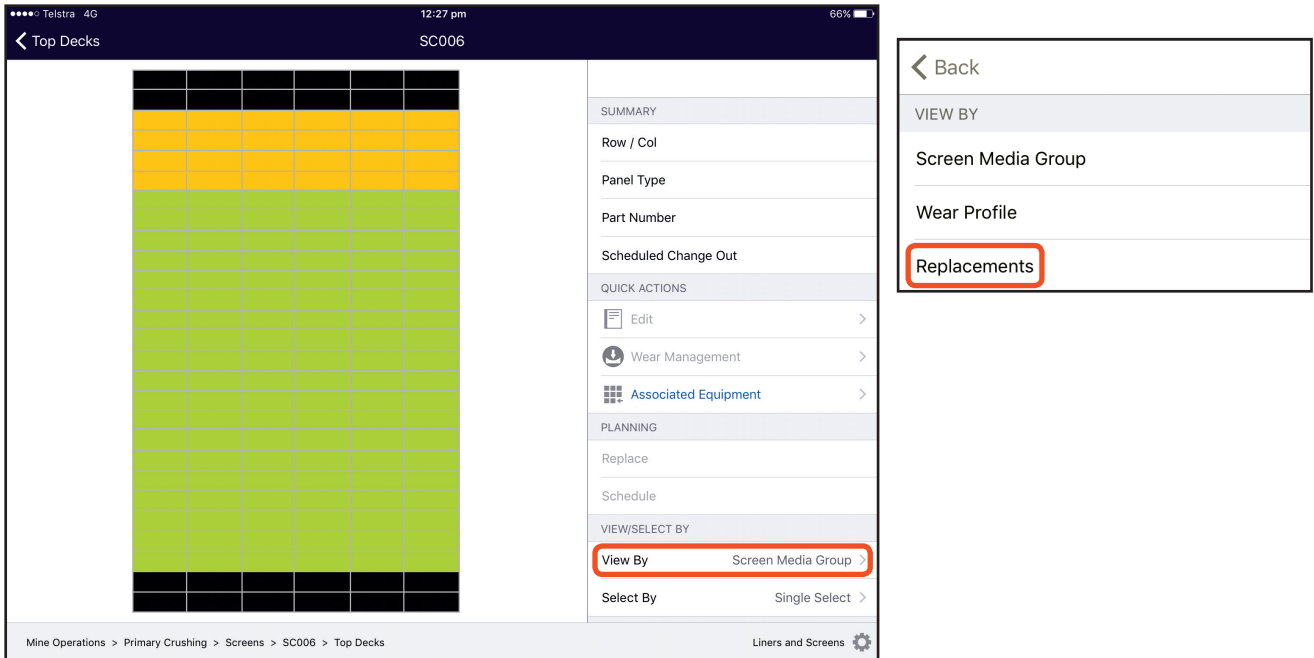 Telstra 4G 12:27 pm 66%
Top Decks SC006
SUMMARY
Row / Col
Panel Type
Part Number
Scheduled Change Out
QUICK ACTIONS
Edit
Wear Management
Associated Equipment
PLANNING
Replace
Schedule
VIEW/SELECT BY
View By Screen Media Group
Select By Single Select
Mine Operations > Primary Crushing > Screens > SC006 > Top Decks Liners and Screens
Back
VIEW BY
Screen Media Group
Wear Profile
Replacements